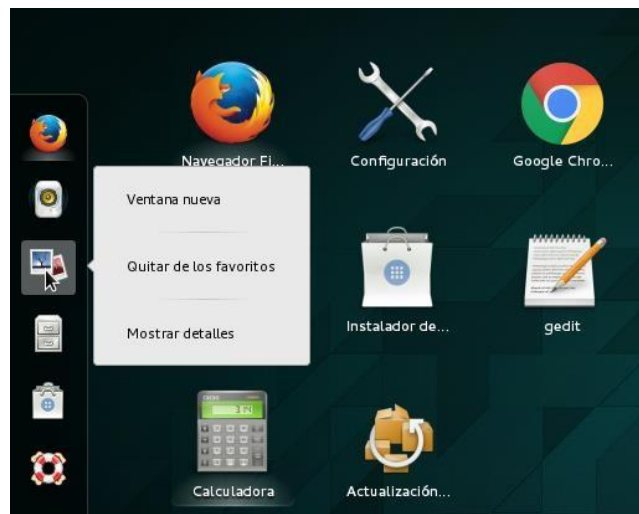 Navegador Fi...
Configuración
Google Chro...
Ventana nueva
Quitar de los favoritos
Mostrar detalles
Instalador de...
gedit
Calculadora
Actualización...